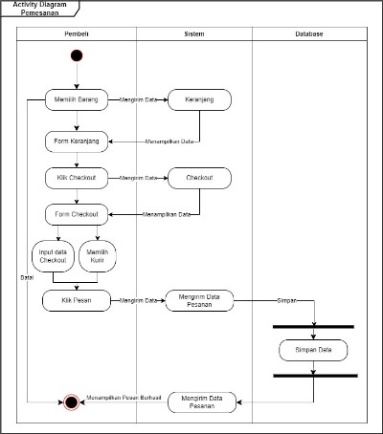 Activity Diagram
Pemesanan
Pembeli
Sistem
Database
Memilih Barang
Mengirim Data
Keranjang
Form Keranjang
Menampilkan Data
Klik Checkout
Mengirim Data
Checkout
Form Checkout
Menampilkan Data
Input data
Checkout
Memilih
Kurir
Batal
Klik Pesan
Mengirim Data
Mengirim Data
Pesanan
Simpan
Simpan Data
Menampilkan Pesan Berhasil
Mengirim Data
Pesanan